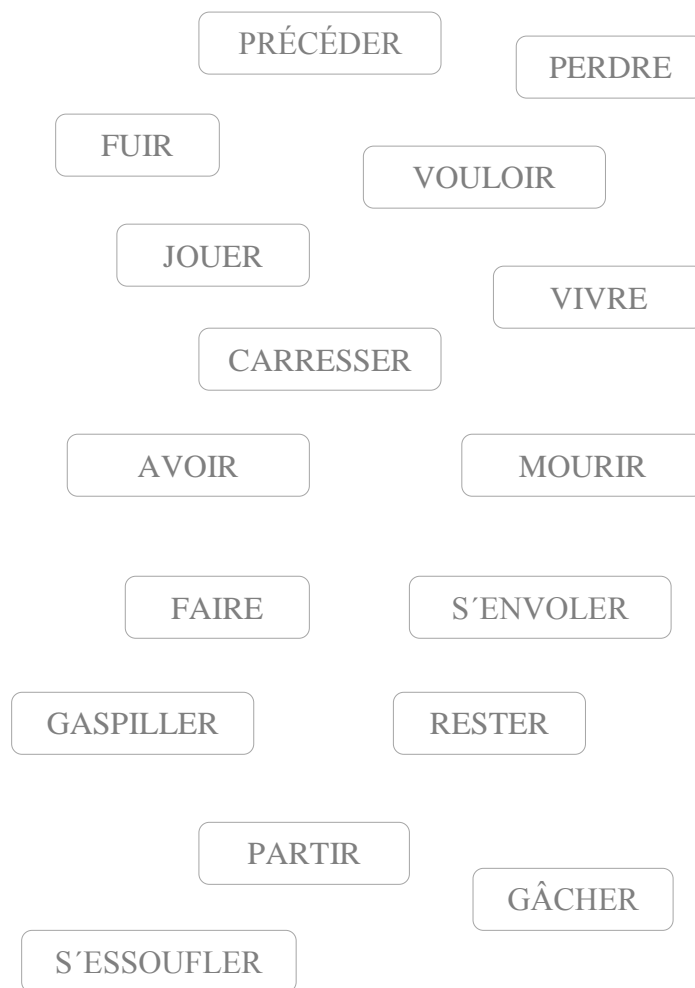 PRÉCÉDER
PERDRE
FUIR
VOULOIR
JOUER
VIVRE
CARRESSER
AVOIR
MOURIR
FAIRE
S´ENVOLER
GASPILLER
RESTER
PARTIR
GÂCHER
S´ESSOUFLER